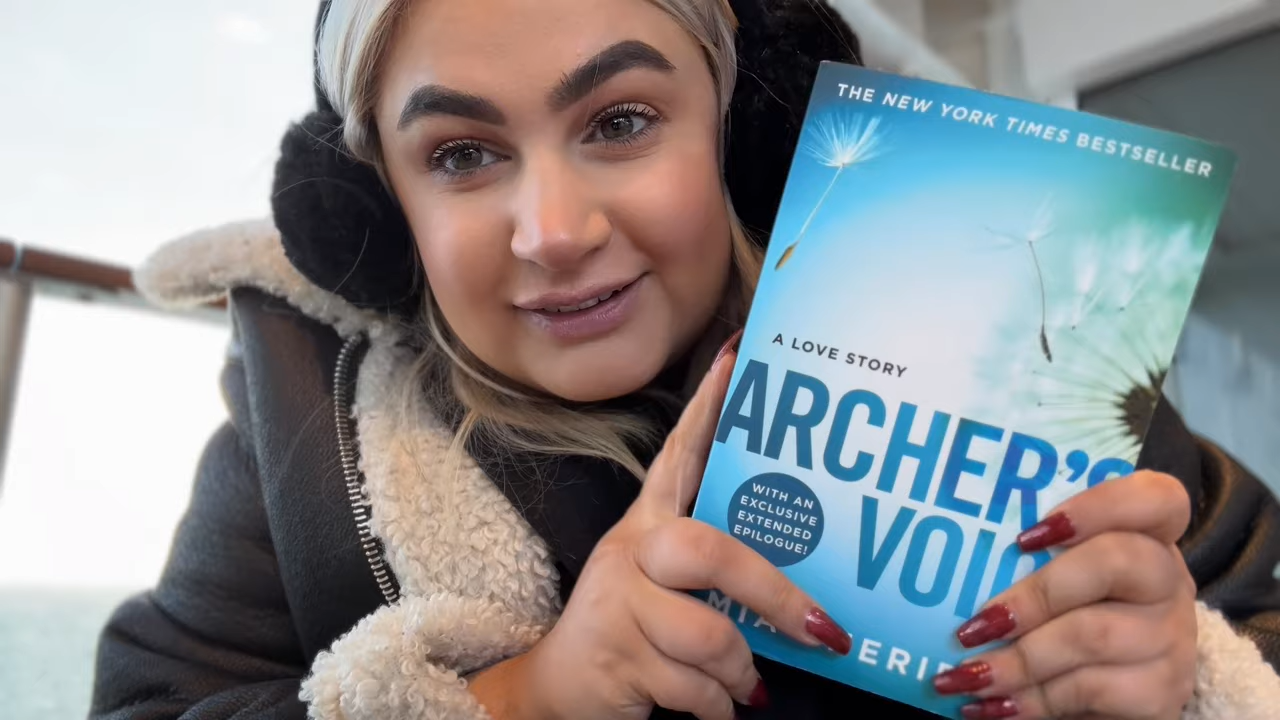 THE NEW YORK TIMES BESTSELLER
A LOVE STORY
ARCHER'S
WITH AN
EXCLUSIVE
EXTENDED
EPILOGUE!